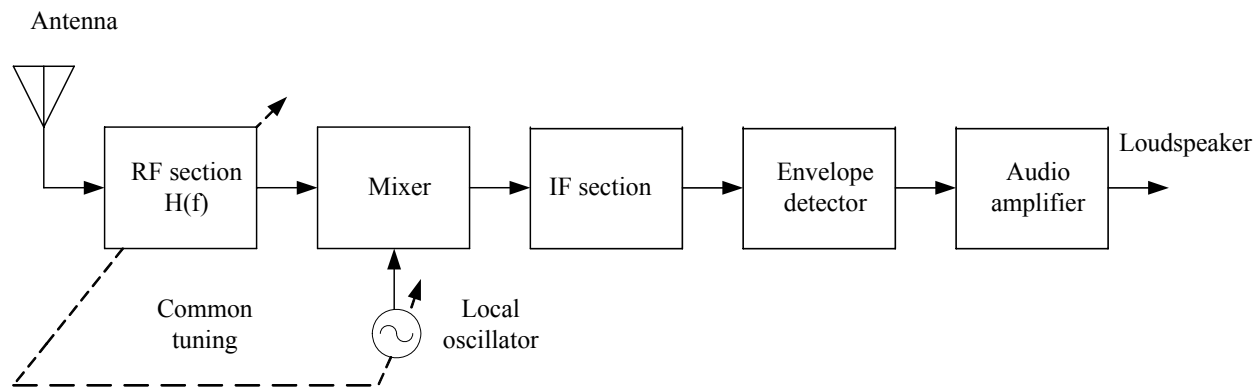 Antenna
RF section
H(f)
Mixer
IF section
Envelope
detector
Audio
amplifier
Loudspeaker
Common
tuning
Local
oscillator